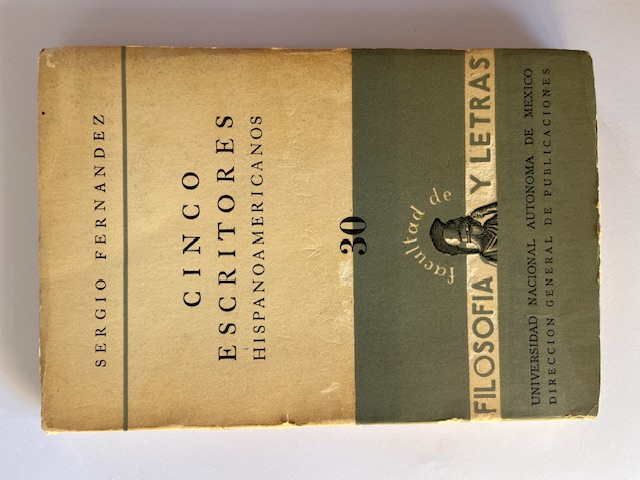 SERGIO FERNANDEZ
CINCO
ESCRITORES
HISPANOAMERICANOS
30
facultad de
FILOSOFIA Y LETRAS
UNIVERSIDAD NACIONAL AUTONOMA DE MEXICO
DIRECCION GENERAL DE PUBLICACIONES